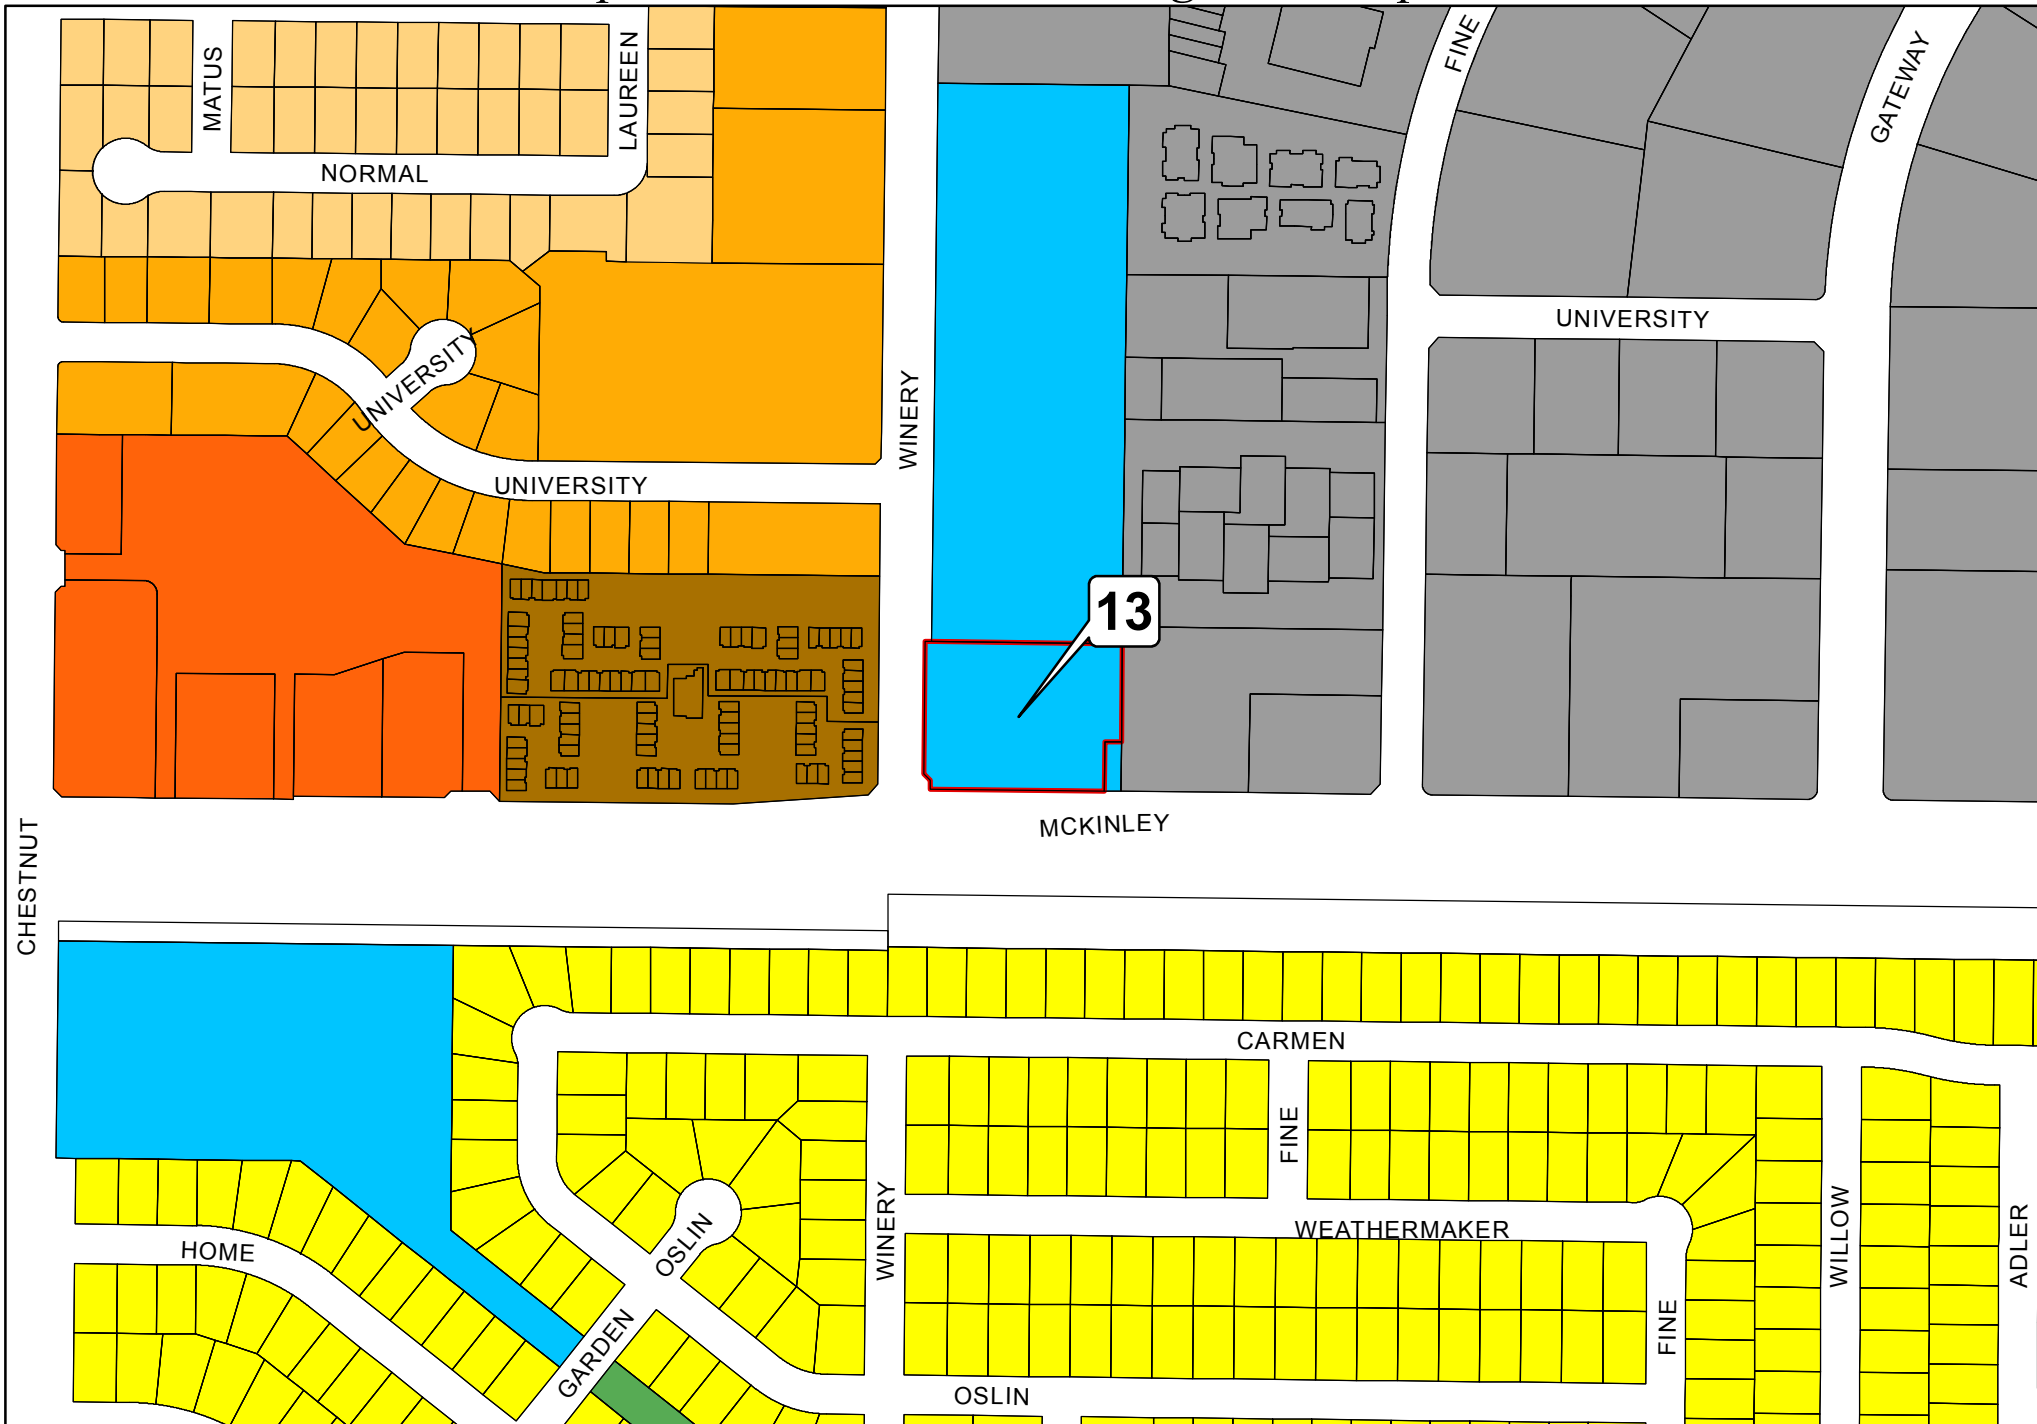 MATUS
LAUREEN
FINE
GATEWAY
NORMAL
UNIVERSITY
UNIVERSITY
WINERY
UNIVERSITY
13
MCKINLEY
CHESTNUT
CARMEN
FINE
WINERY
OSLIN
WEATHERMAKER
WILLOW
ADLER
HOME
GARDEN
FINE
OSLIN